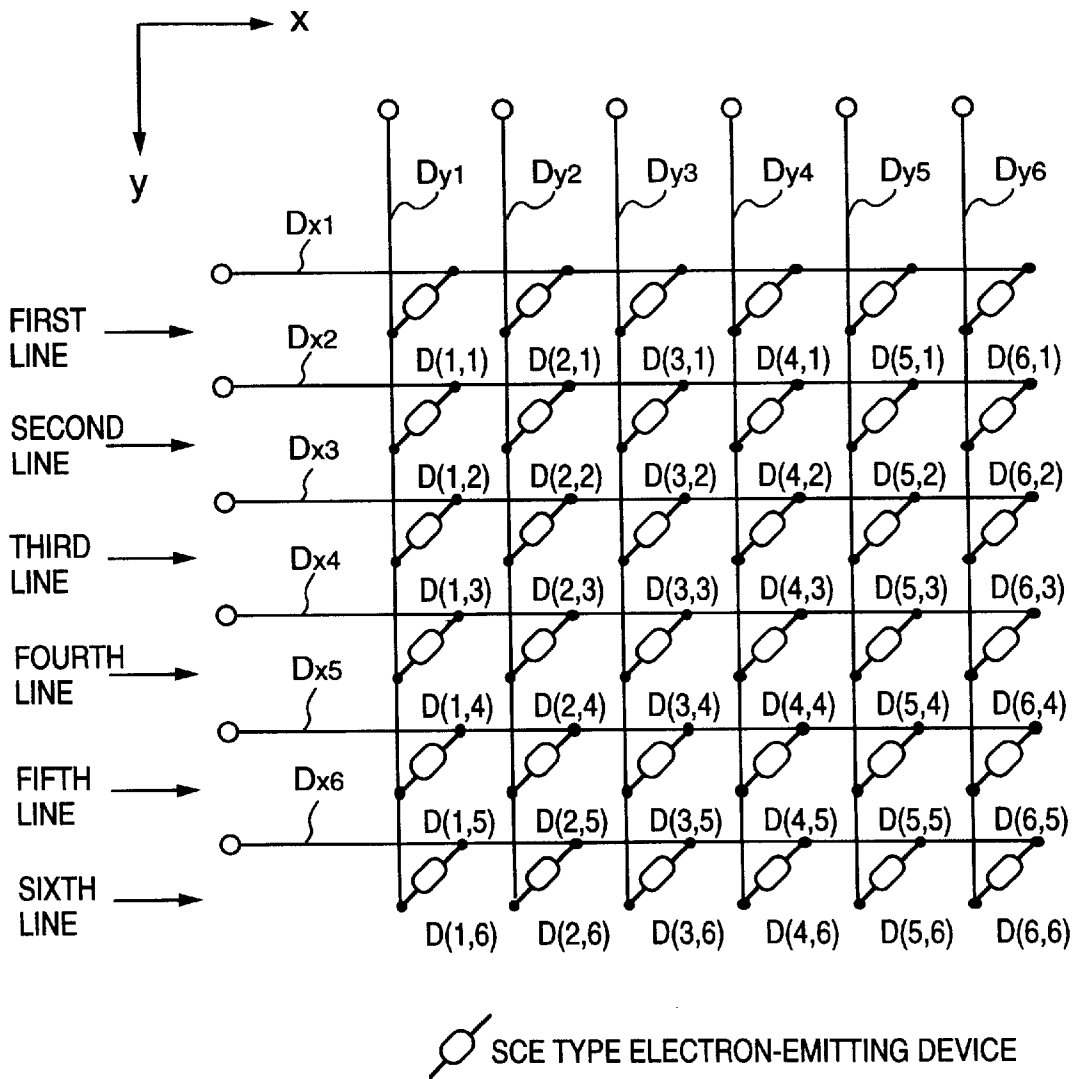 x
y
Dy1 Dy2 Dy3 Dy4 Dy5 Dy6
Dx1
FIRST
LINE
Dx2
D(1,1) D(2,1) D(3,1) D(4,1) D(5,1) D(6,1)
SECOND
LINE
Dx3
D(1,2) D(2,2) D(3,2) D(4,2) D(5,2) D(6,2)
THIRD
LINE
Dx4
D(1,3) D(2,3) D(3,3) D(4,3) D(5,3) D(6,3)
FOURTH
LINE
Dx5
D(1,4) D(2,4) D(3,4) D(4,4) D(5,4) D(6,4)
FIFTH
LINE
Dx6
D(1,5) D(2,5) D(3,5) D(4,5) D(5,5) D(6,5)
SIXTH
LINE
D(1,6) D(2,6) D(3,6) D(4,6) D(5,6) D(6,6)
SCE TYPE ELECTRON-EMITTING DEVICE